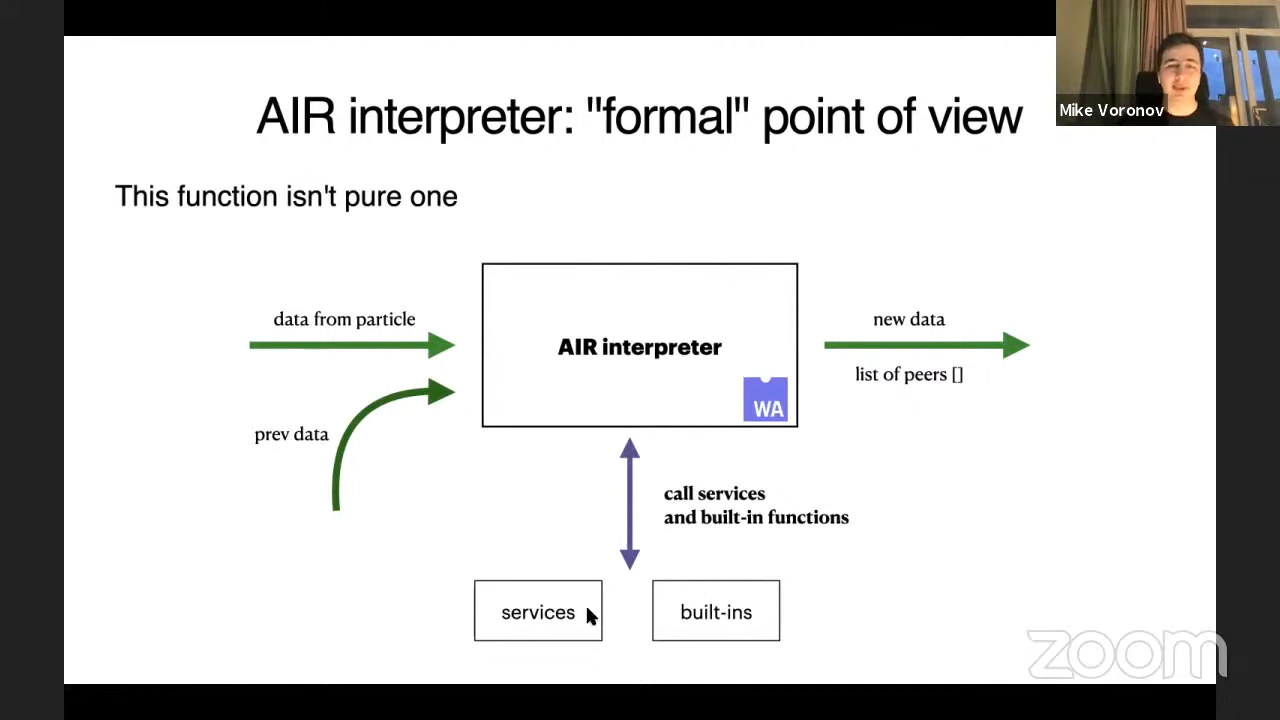 AIR interpreter: "formal" point of view
Mike Voronov
This function isn't pure one
data from particle
prev data
AIR interpreter
WA
new data
list of peers []
call services
and built-in functions
services
built-ins
zoom